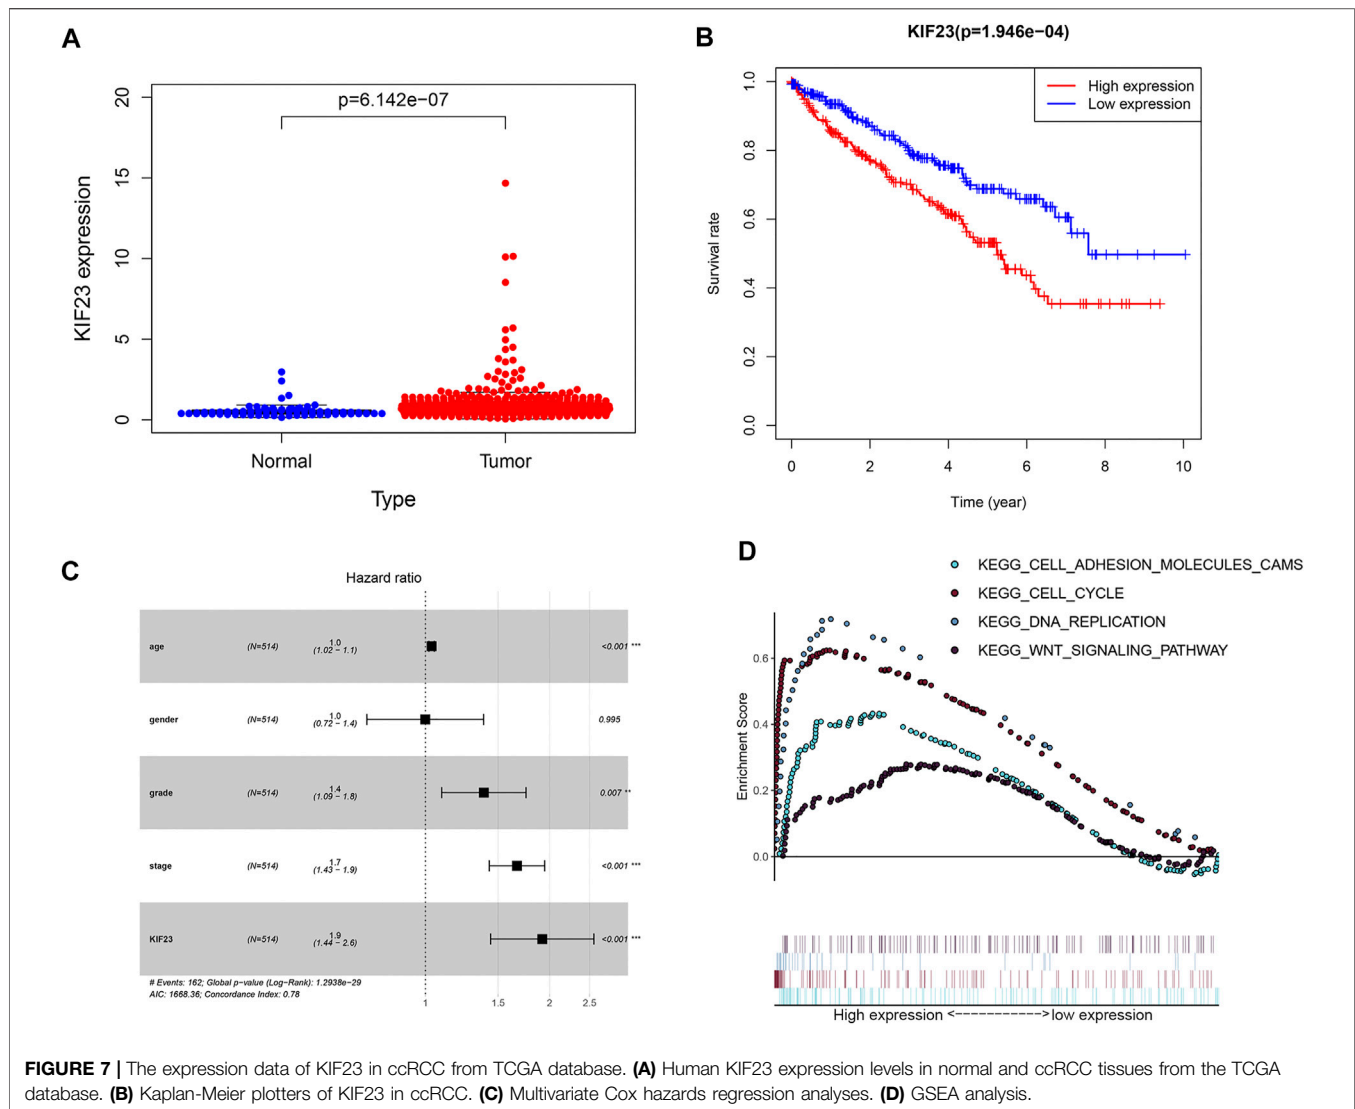 A
p=6.142e−07
KIF23 expression
20
15
10
5
0
Normal
Tumor
Type
B
KIF23(p=1.946e−04)
High expression
Low expression
Survival rate
1.0
0.8
0.6
0.4
0.2
0.0
0
2
4
6
8
10
Time (year)
C
Hazard ratio
age (N=514) 1.0 (1.02 − 1.1) <0.001 ***
gender (N=514) 1.0 (0.72 − 1.4) 0.995
grade (N=514) 1.4 (1.09 − 1.8) 0.007 **
stage (N=514) 1.7 (1.43 − 1.9) <0.001 ***
KIF23 (N=514) 1.9 (1.44 − 2.6) <0.001 ***
# Events: 162; Global p−value (Log−Rank): 1.2938e−29
AIC: 1668.36; Concordance Index: 0.78
1
1.5
2
2.5
D
KEGG_CELL_ADHESION_MOLECULES_CAMS
KEGG_CELL_CYCLE
KEGG_DNA_REPLICATION
KEGG_WNT_SIGNALING_PATHWAY
Enrichment Score
0.6
0.4
0.2
0.0
High expression <----------->low expression
FIGURE 7 | The expression data of KIF23 in ccRCC from TCGA database. (A) Human KIF23 expression levels in normal and ccRCC tissues from the TCGA
database. (B) Kaplan-Meier plotters of KIF23 in ccRCC. (C) Multivariate Cox hazards regression analyses. (D) GSEA analysis.